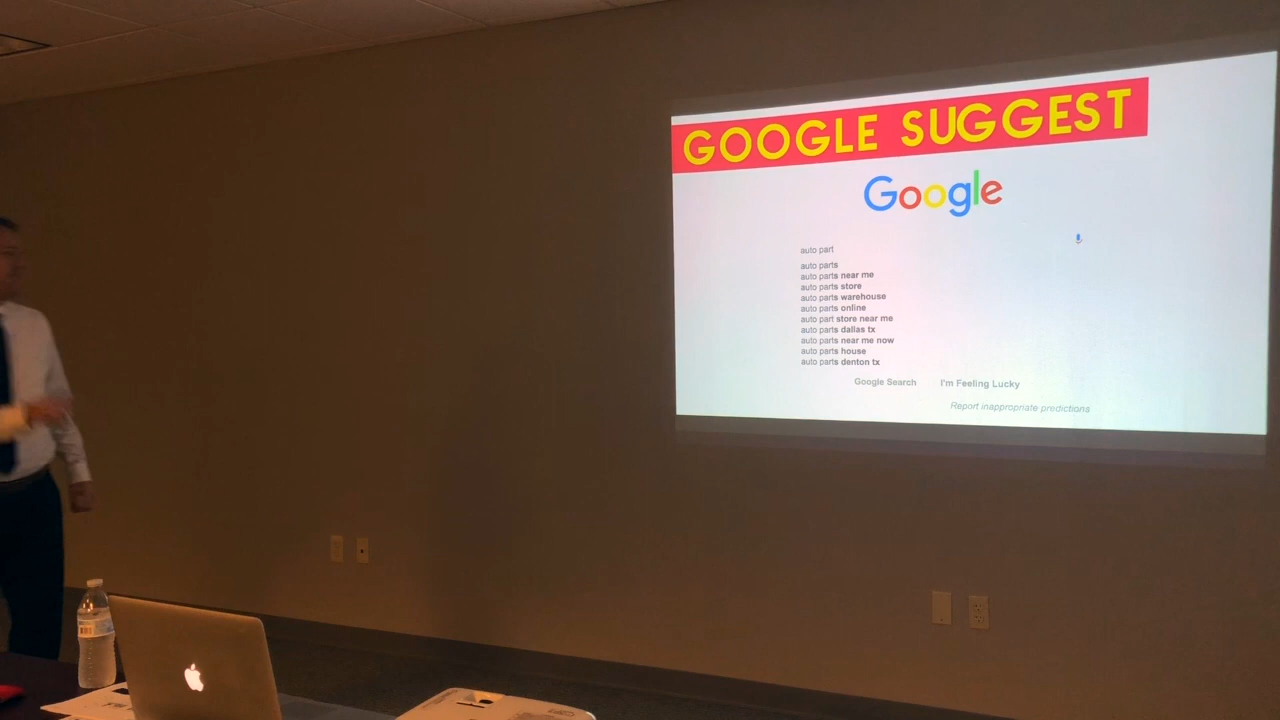 GOOGLE SUGGEST
Google
auto part
auto parts
auto parts near me
auto parts store
auto parts warehouse
auto parts online
auto part store near me
auto parts dallas tx
auto parts near me now
auto parts house
auto parts denton tx
Google Search I'm Feeling Lucky
Report inappropriate predictions